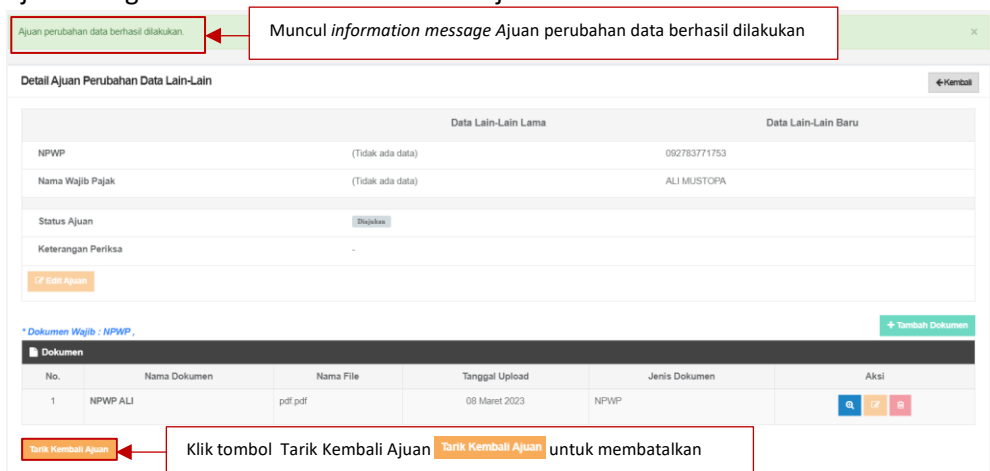 Ajuan perubahan data berhasil dilakukan.
Muncul information message Ajuan perubahan data berhasil dilakukan
×
Detail Ajuan Perubahan Data Lain-Lain
Kembali
Data Lain-Lain Lama Data Lain-Lain Baru
NPWP (Tidak ada data) 092783771753
Nama Wajib Pajak (Tidak ada data) ALI MUSTOPA
Status Ajuan Diajukan
Keterangan Periksa -
Edit Ajuan
* Dokumen Wajib : NPWP ,
+ Tambah Dokumen
Dokumen
No. Nama Dokumen Nama File Tanggal Upload Jenis Dokumen Aksi
1 NPWP ALI pdf.pdf 08 Maret 2023 NPWP
Tarik Kembali Ajuan
Klik tombol Tarik Kembali Ajuan Tarik Kembali Ajuan untuk membatalkan